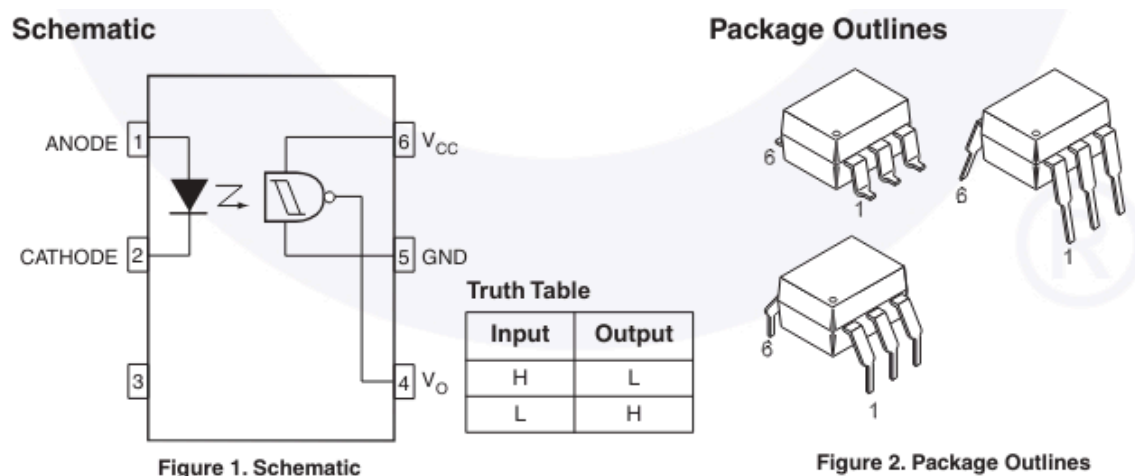 Schematic
Package Outlines
ANODE 1
6 VCC
CATHODE 2
5 GND
3
4 VO
Truth Table
Input Output
H L
L H
6
1
6
1
6
1
Figure 1. Schematic
Figure 2. Package Outlines
®